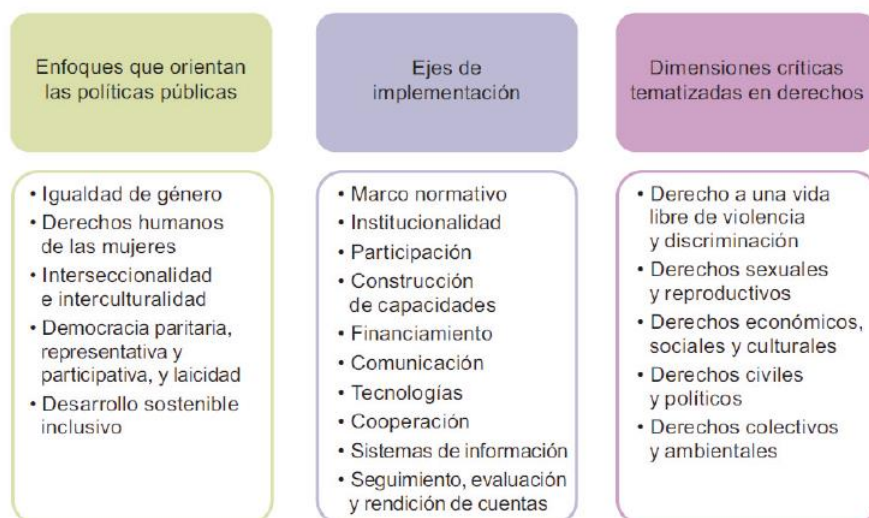 Enfoques que orientan
las políticas públicas
• Igualdad de género
• Derechos humanos
de las mujeres
• Interseccionalidad
e interculturalidad
• Democracia paritaria,
representativa y
participativa, y laicidad
• Desarrollo sostenible
inclusivo
Ejes de
implementación
• Marco normativo
• Institucionalidad
• Participación
• Construcción
de capacidades
• Financiamiento
• Comunicación
• Tecnologías
• Cooperación
• Sistemas de información
• Seguimiento, evaluación
y rendición de cuentas
Dimensiones críticas
tematizadas en derechos
• Derecho a una vida
libre de violencia
y discriminación
• Derechos sexuales
y reproductivos
• Derechos económicos,
sociales y culturales
• Derechos civiles
y políticos
• Derechos colectivos
y ambientales